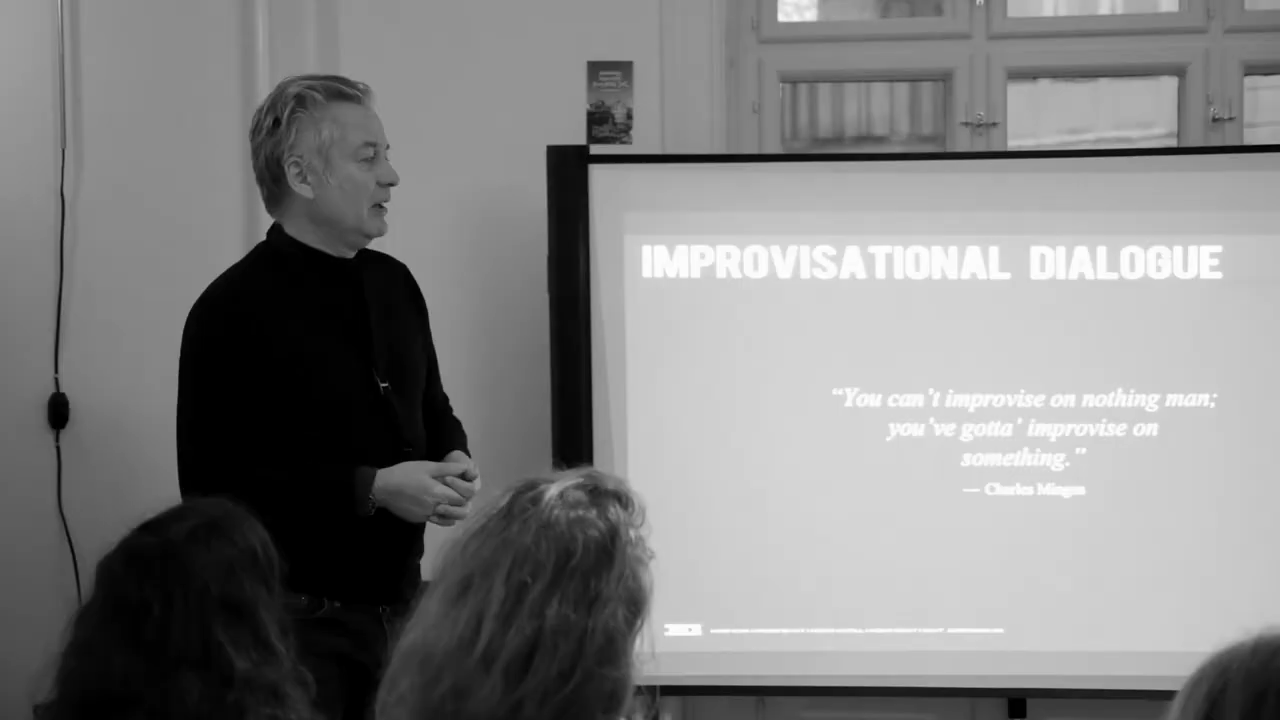 IMPROVISATIONAL DIALOGUE
“You can't improvise on nothing man;
you've gotta' improvise on
something.”
— Charles Mingus